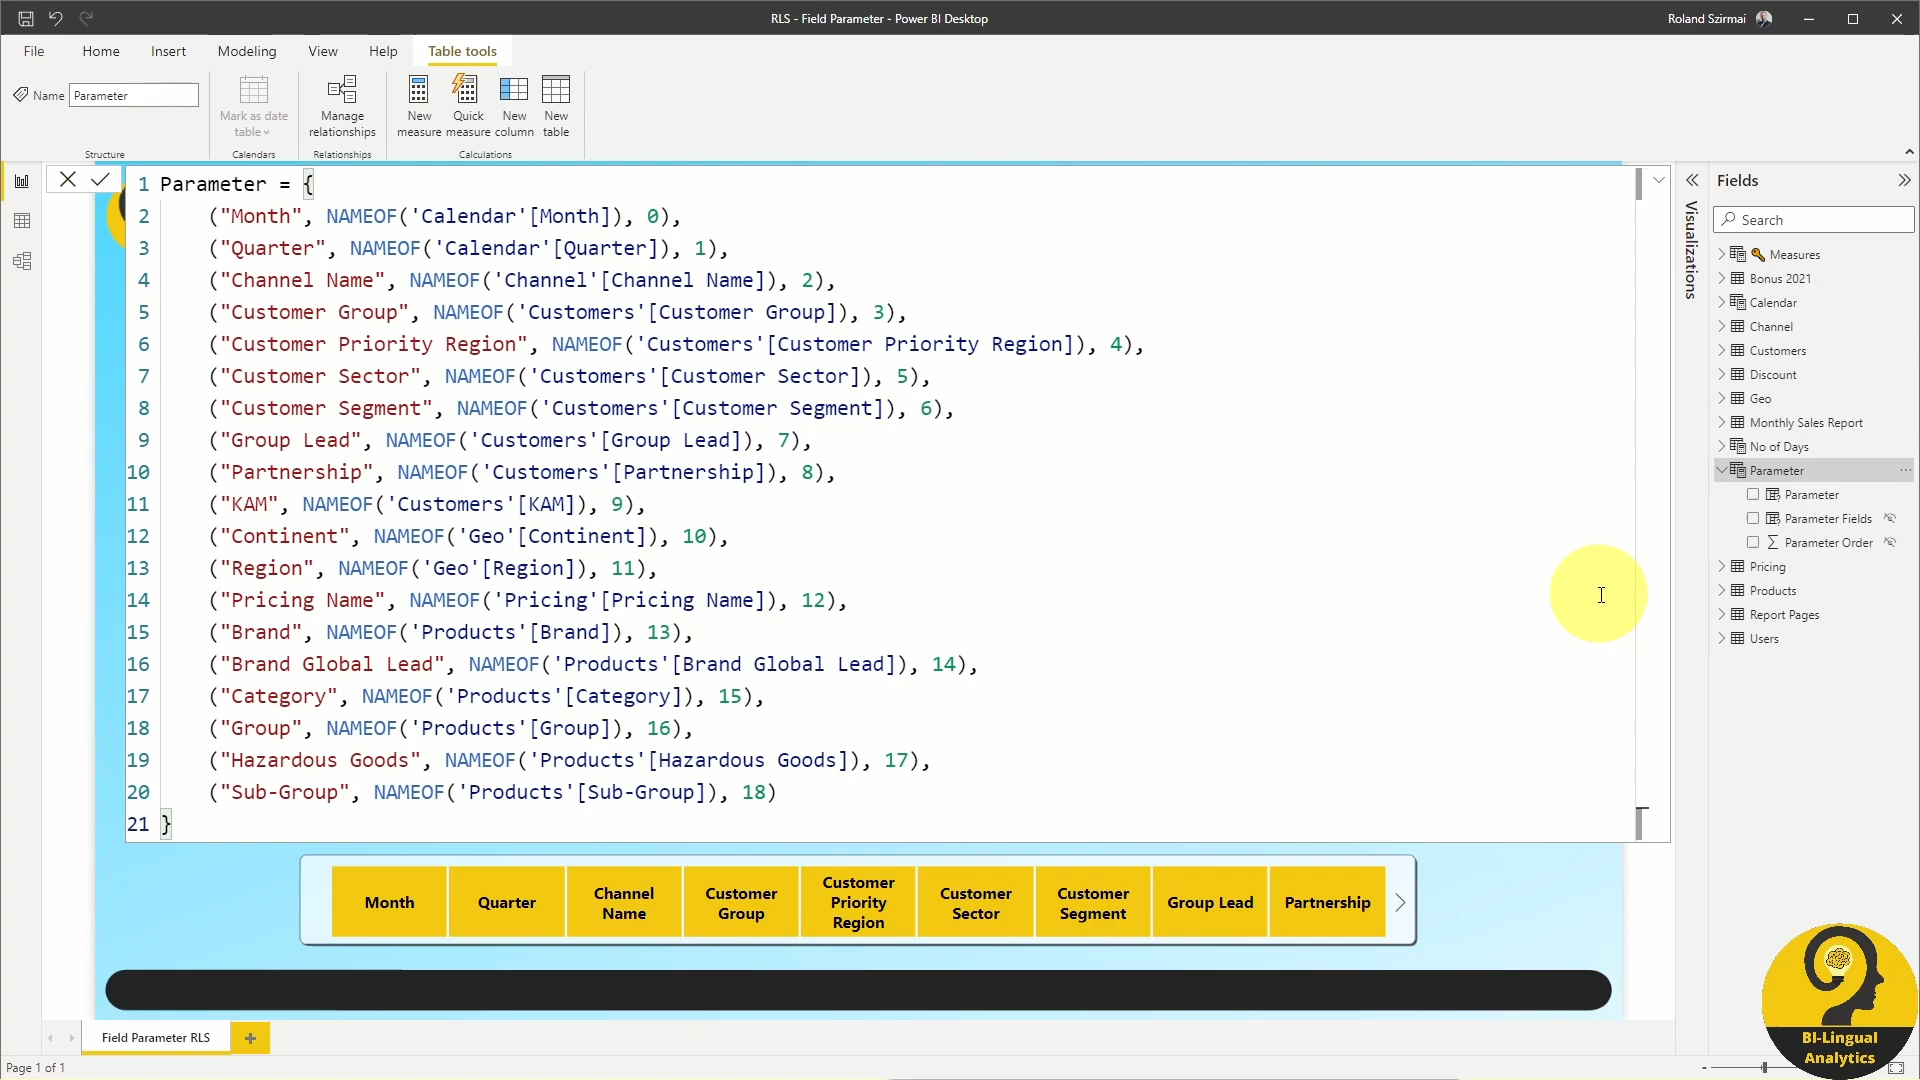 RLS - Field Parameter - Power BI Desktop
Roland Szirmai
File
Home
Insert
Modeling
View
Help
Table tools
Name
Parameter
Mark as date
table
Manage
relationships
New
measure
Quick
measure
New
column
New
table
Structure
Calendars
Relationships
Calculations
1 Parameter = {
2 ("Month", NAMEOF('Calendar'[Month]), 0),
3 ("Quarter", NAMEOF('Calendar'[Quarter]), 1),
4 ("Channel Name", NAMEOF('Channel'[Channel Name]), 2),
5 ("Customer Group", NAMEOF('Customers'[Customer Group]), 3),
6 ("Customer Priority Region", NAMEOF('Customers'[Customer Priority Region]), 4),
7 ("Customer Sector", NAMEOF('Customers'[Customer Sector]), 5),
8 ("Customer Segment", NAMEOF('Customers'[Customer Segment]), 6),
9 ("Group Lead", NAMEOF('Customers'[Group Lead]), 7),
10 ("Partnership", NAMEOF('Customers'[Partnership]), 8),
11 ("KAM", NAMEOF('Customers'[KAM]), 9),
12 ("Continent", NAMEOF('Geo'[Continent]), 10),
13 ("Region", NAMEOF('Geo'[Region]), 11),
14 ("Pricing Name", NAMEOF('Pricing'[Pricing Name]), 12),
15 ("Brand", NAMEOF('Products'[Brand]), 13),
16 ("Brand Global Lead", NAMEOF('Products'[Brand Global Lead]), 14),
17 ("Category", NAMEOF('Products'[Category]), 15),
18 ("Group", NAMEOF('Products'[Group]), 16),
19 ("Hazardous Goods", NAMEOF('Products'[Hazardous Goods]), 17),
20 ("Sub-Group", NAMEOF('Products'[Sub-Group]), 18)
21 }
Month
Quarter
Channel
Name
Customer
Group
Customer
Priority
Region
Customer
Sector
Customer
Segment
Group Lead
Partnership
Visualizations
Fields
Search
Measures
Bonus 2021
Calendar
Channel
Customers
Discount
Geo
Monthly Sales Report
No of Days
Parameter
Parameter
Parameter Fields
Parameter Order
Pricing
Products
Report Pages
Users
Field Parameter RLS
Page 1 of 1
BI-Lingual
Analytics